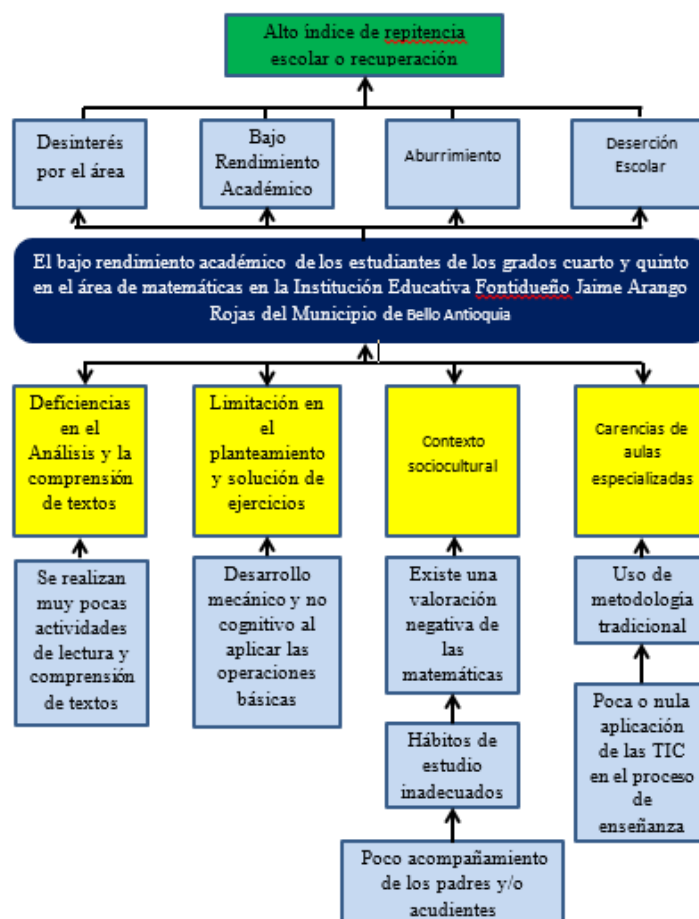 Alto índice de repitencia
escolar o recuperación
Desinterés
por el área
Bajo
Rendimiento
Académico
Aburrimiento
Deserción
Escolar
El bajo rendimiento académico de los estudiantes de los grados cuarto y quinto
en el área de matemáticas en la Institución Educativa Fontidueño Jaime Arango
Rojas del Municipio de Bello Antioquia
Deficiencias
en el
Análisis y la
comprensión
de textos
Limitación en
el
planteamiento
y solución de
ejercicios
Contexto
sociocultural
Carencias de
aulas
especializadas
Se realizan
muy pocas
actividades
de lectura y
comprensión
de textos
Desarrollo
mecánico y no
cognitivo al
aplicar las
operaciones
básicas
Existe una
valoración
negativa de
las
matemáticas
Uso de
metodología
tradicional
Hábitos de
estudio
inadecuados
Poca o nula
aplicación
de las TIC
en el proceso
de
enseñanza
Poco acompañamiento
de los padres y/o
acudientes